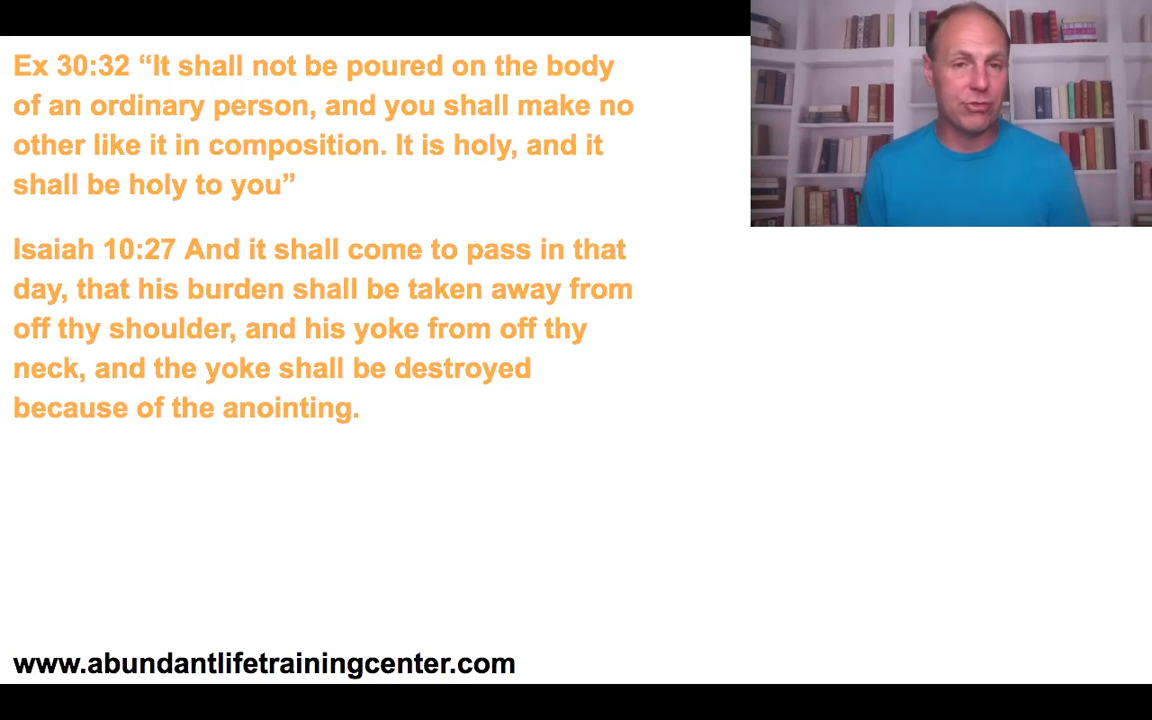 Ex 30:32 “It shall not be poured on the body
of an ordinary person, and you shall make no
other like it in composition. It is holy, and it
shall be holy to you”
Isaiah 10:27 And it shall come to pass in that
day, that his burden shall be taken away from
off thy shoulder, and his yoke from off thy
neck, and the yoke shall be destroyed
because of the anointing.
www.abundantlifetrainingcenter.com